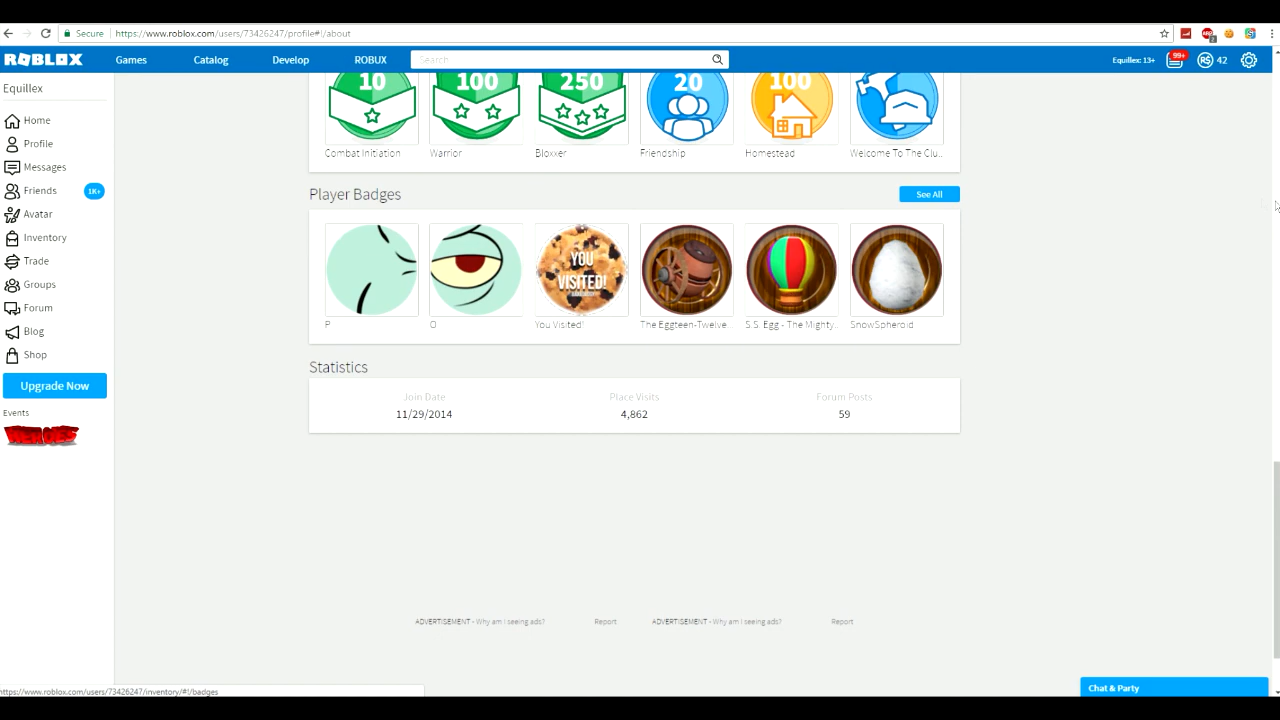 Secure
https://www.roblox.com/users/73426247/profile#!/about
ROBLOX Games Catalog Develop ROBUX Search Equillex: 13+ 99+ R$ 42
Equillex
Home
Profile
Messages
Friends 1K+
Avatar
Inventory
Trade
Groups
Forum
Blog
Shop
Upgrade Now
Events
HEROES
10 100 250 20 100
Combat Initiation Warrior Bloxxer Friendship Homestead Welcome To The Clu..
Player Badges See All
YOU
VISITED!
P O You Visited! The Eggteen-Twelve.. S.S. Egg - The Mighty.. SnowSpheroid
Statistics
Join Date Place Visits Forum Posts
11/29/2014 4,862 59
ADVERTISEMENT - Why am I seeing ads? Report ADVERTISEMENT - Why am I seeing ads? Report
Chat & Party
https://www.roblox.com/users/73426247/inventory/#!/badges